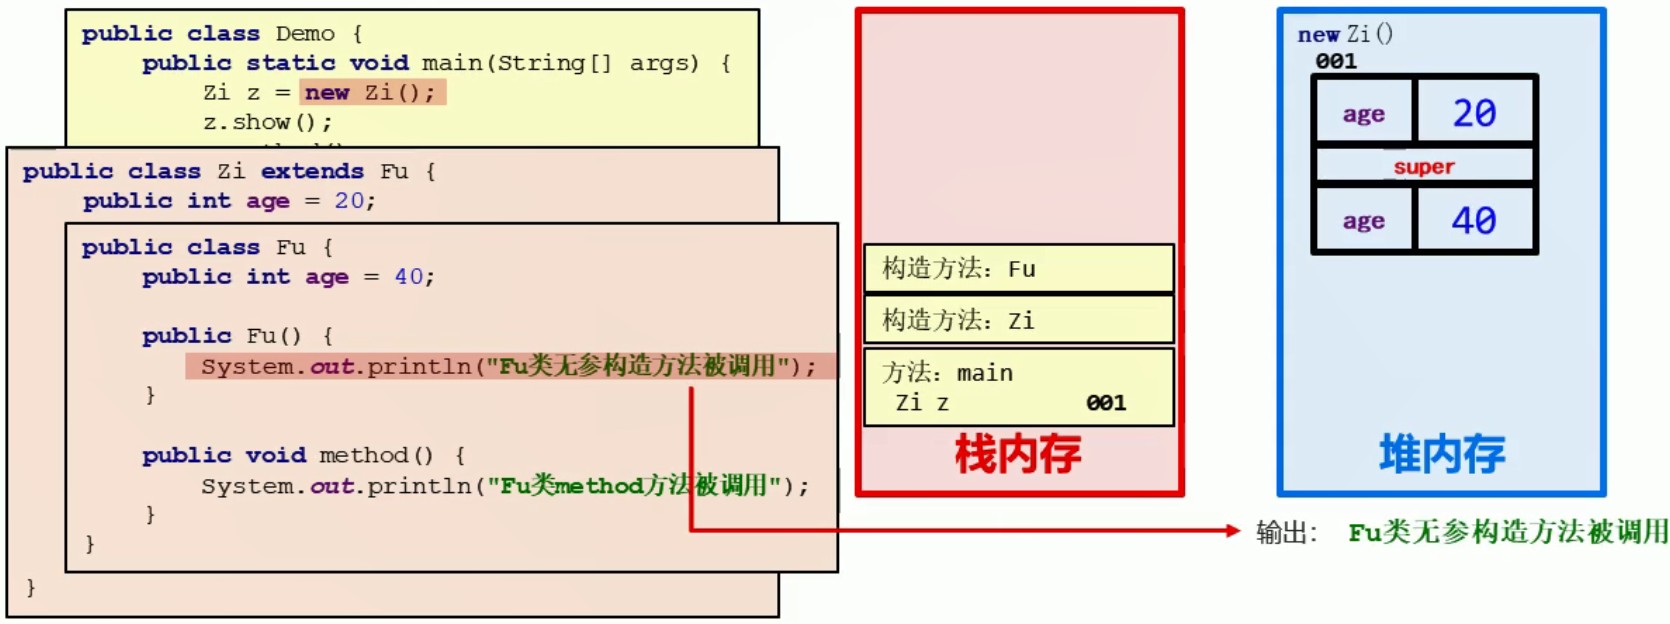 public class Demo {
public static void main(String[] args) {
Zi z = new Zi();
z.show();
public class Zi extends Fu {
public int age = 20;
public class Fu {
public int age = 40;
public Fu() {
System.out.println("Fu类无参构造方法被调用");
}
public void method() {
System.out.println("Fu类method方法被调用");
}
}
}
构造方法: Fu
构造方法: Zi
方法: main
Zi z 001
栈内存
new Zi()
001
age 20
super
age 40
堆内存
输出: Fu类无参构造方法被调用